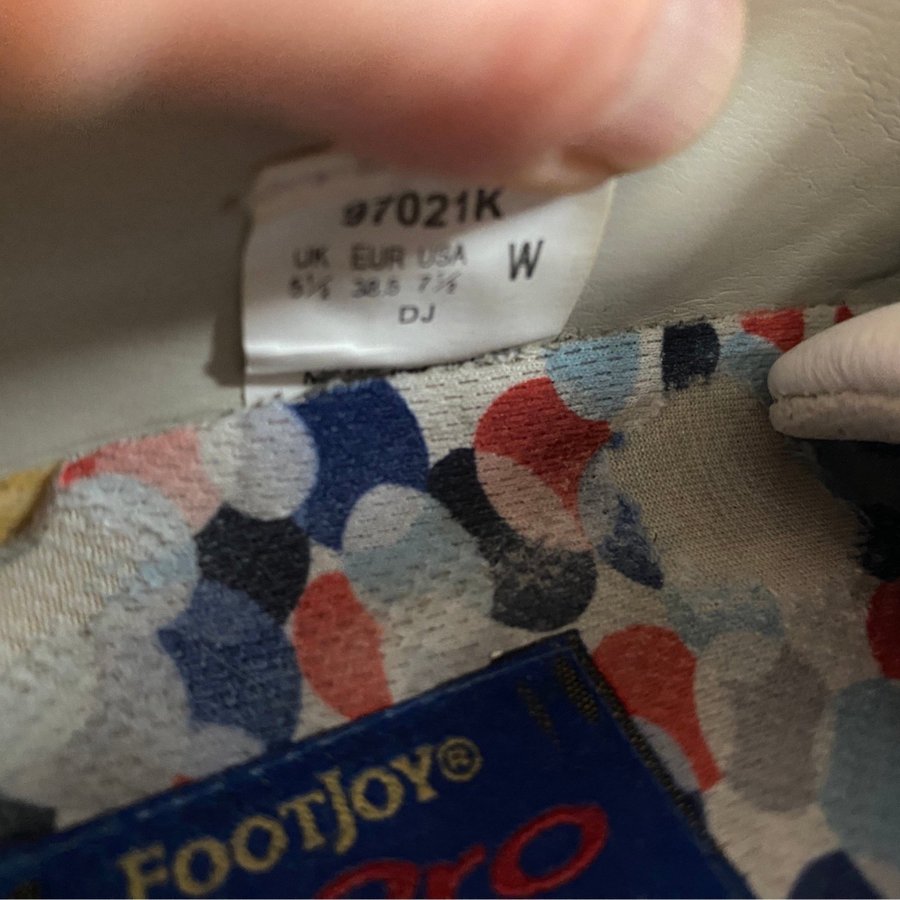 97021K
UK EUR USA W
5½ 38.5 7½
DJ
FOOTJOY®
Pro